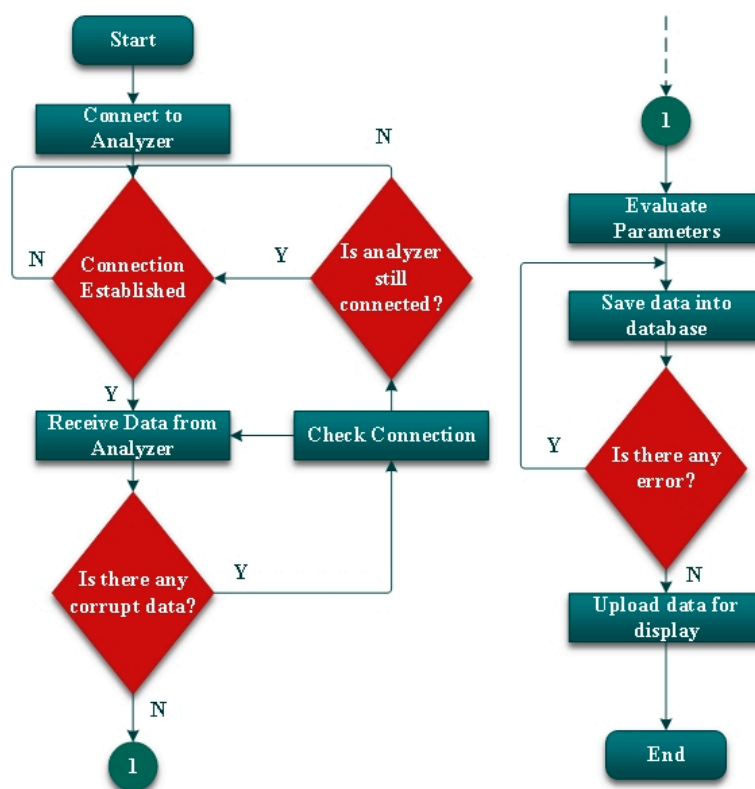 Start
Connect to
Analyzer
N
Connection
Established
N
Y
Is analyzer
still
connected?
Y
Receive Data from
Analyzer
Check Connection
Is there any
corrupt data?
Y
N
1
1
Evaluate
Parameters
Save data into
database
Y
Is there any
error?
N
Upload data for
display
End